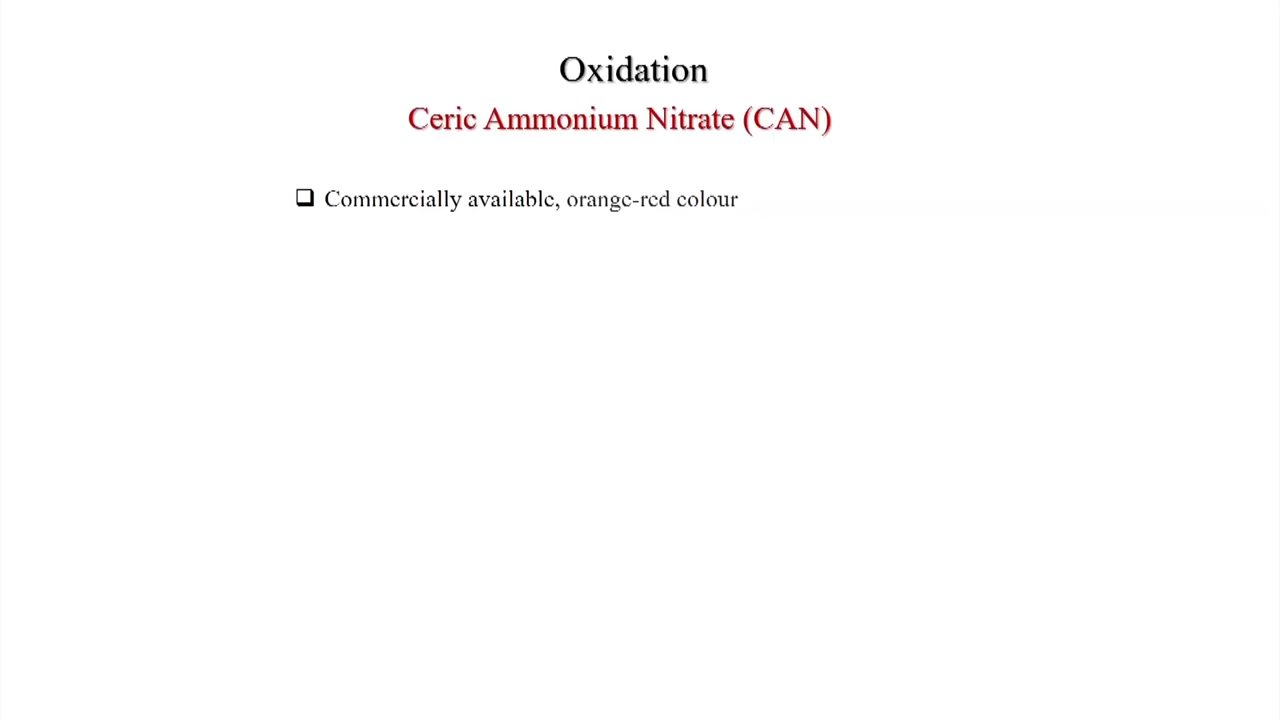 Oxidation
Ceric Ammonium Nitrate (CAN)
❑ Commercially available, orange-red colour